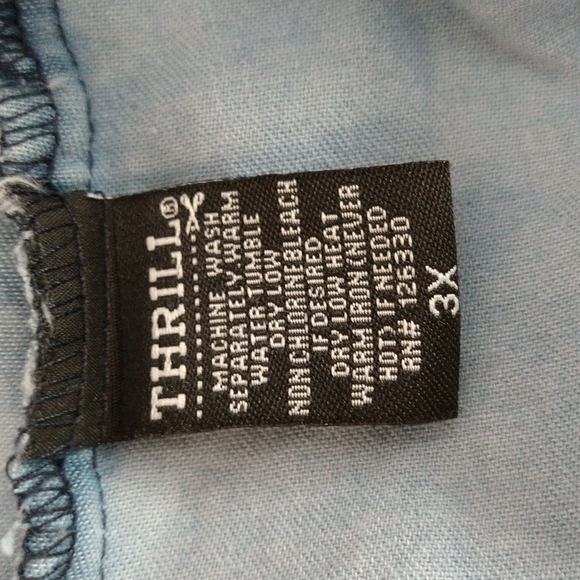 THRILL®
MACHINE WASH
SEPARATELY WARM
WATER TUMBLE
DRY LOW
NON CHLORINE BLEACH
IF DESIRED
DRY LOW HEAT
WARM IRON (NEVER
HOT) IF NEEDED
RN# 126330
3X